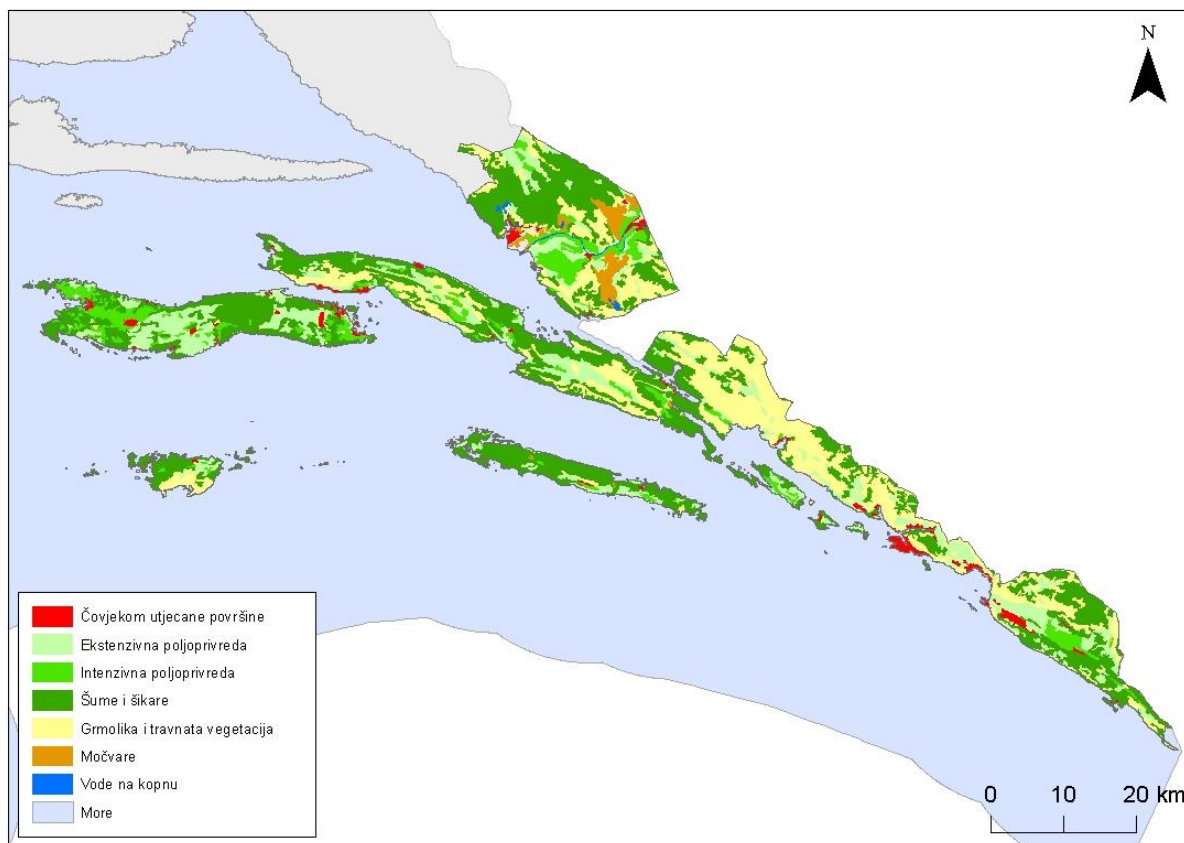 N
Čovjekom utjecane površine
Ekstenzivna poljoprivreda
Intenzivna poljoprivreda
Šume i šikare
Grmolika i travnata vegetacija
Močvare
Vode na kopnu
More
0 10 20 km